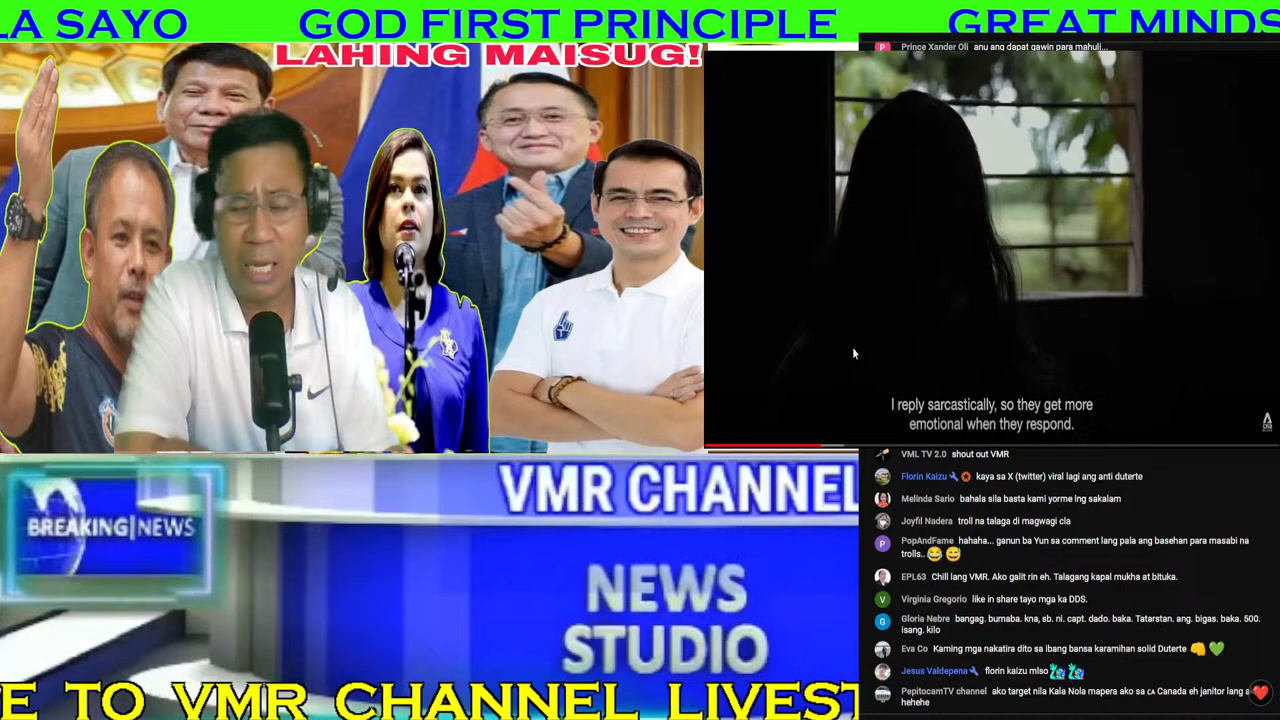 LA SAYO
GOD FIRST PRINCIPLE
GREAT MINDS
LAHING MAISUG!
Prince Xander Oli anu ang dapat gawin para mahuli...
I reply sarcastically, so they get more
emotional when they respond.
VML TV 2.0 shout out VMR
Florin Kaizu kaya sa X (twitter) viral lagi ang anti duterte
Melinda Sario bahala sila basta kami yorme lng sakalam
Joyfil Nadera troll na talaga di magwagi cla
PopAndFame hahaha... ganun ba Yun sa comment lang pala ang basehan para masabi na
trolls..
EPL63 Chill lang VMR. Ako galit rin eh. Talagang kapal mukha at bituka.
Virginia Gregorio like in share tayo mga ka DDS.
Gloria Nebre bangag. bumaba. kna, sb. ni. capt. dado. baka. Tatarstan. ang. bigas. baka. 500.
isang. kilo
Eva Co Kaming mga nakatira dito sa ibang bansa karamihan solid Duterte
Jesus Valdepena florin kaizu mlso
PepitocamTV channel ako target nila Kala Nola mapera ako sa CA Canada eh janitor lang a
hehehe
VMR CHANNEL
BREAKING|NEWS
NEWS
STUDIO
E TO VMR CHANNEL LIVEST